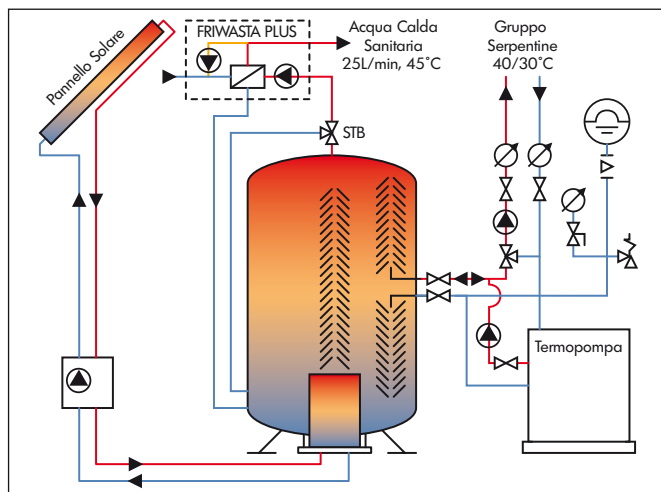 Pannello Solare
FRIWASTA PLUS
Acqua Calda
Sanitaria
25L/min, 45˚C
Gruppo
Serpentine
40/30˚C
STB
Termopompa